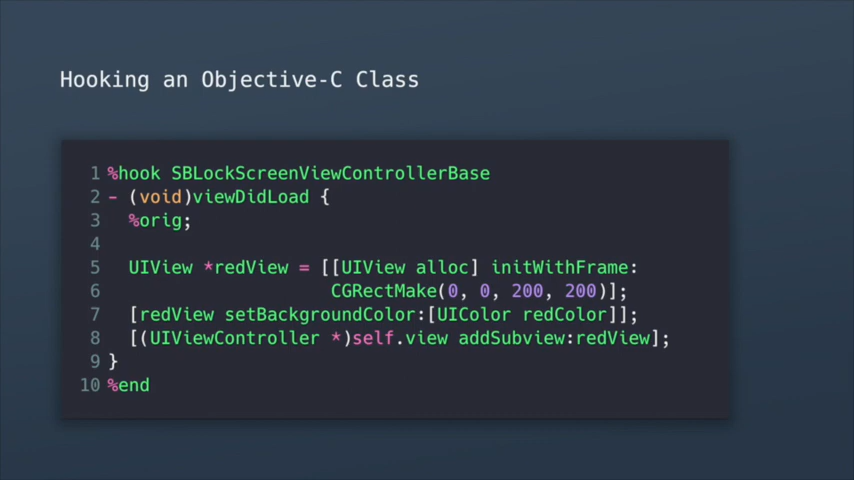 Hooking an Objective-C Class
1 %hook SBLockScreenViewControllerBase
2 - (void)viewDidLoad {
3   %orig;
4
5   UIView *redView = [[UIView alloc] initWithFrame:
6                      CGRectMake(0, 0, 200, 200)];
7   [redView setBackgroundColor:[UIColor redColor]];
8   [(UIViewController *)self.view addSubview:redView];
9 }
10 %end